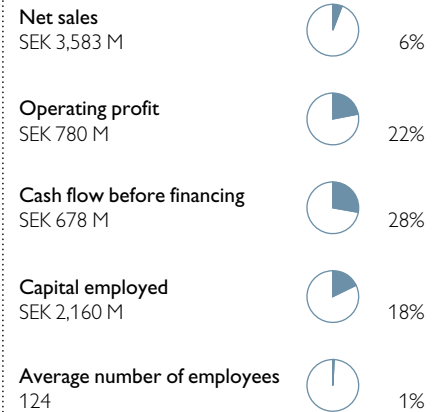 Net sales
SEK 3,583 M 6%
Operating profit
SEK 780 M 22%
Cash flow before financing
SEK 678 M 28%
Capital employed
SEK 2,160 M 18%
Average number of employees
124 1%